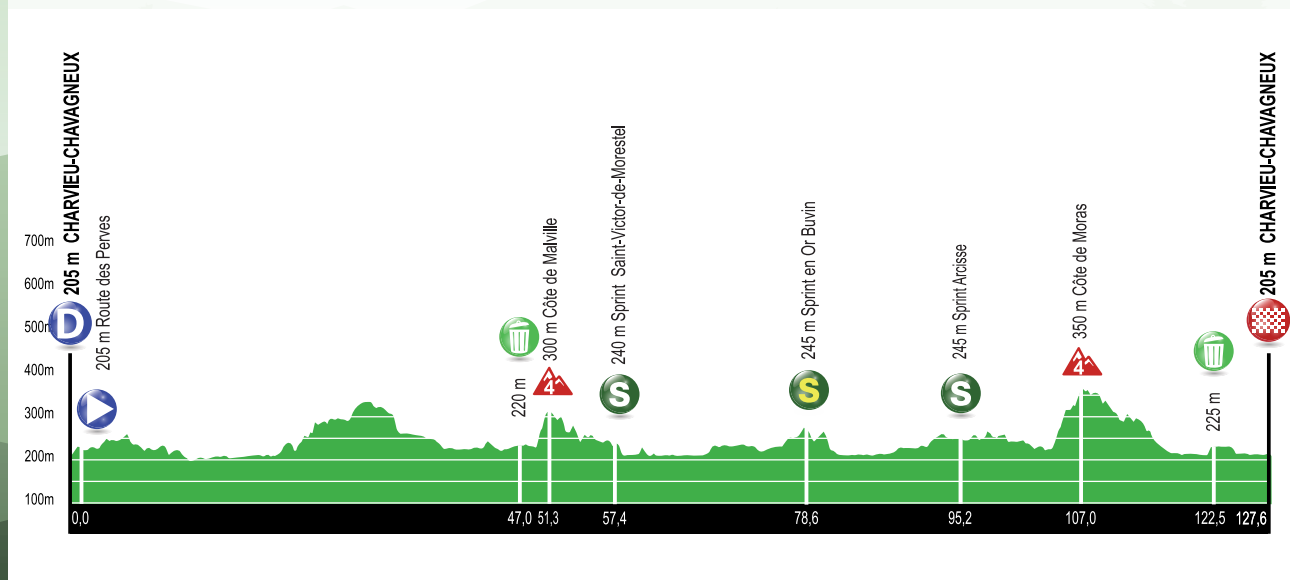 205 m CHARVIEU-CHAVAGNEUX
D
205 m Route des Perves
700m
600m
500m
400m
300m
200m
100m
220 m
300 m Côte de Malville
4
240 m Sprint Saint-Victor-de-Morestel
S
245 m Sprint en Or Buvin
S
245 m Sprint Arcisse
S
350 m Côte de Moras
4
225 m
205 m CHARVIEU-CHAVAGNEUX
0,0 47,0 51,3 57,4 78,6 95,2 107,0 122,5 127,6